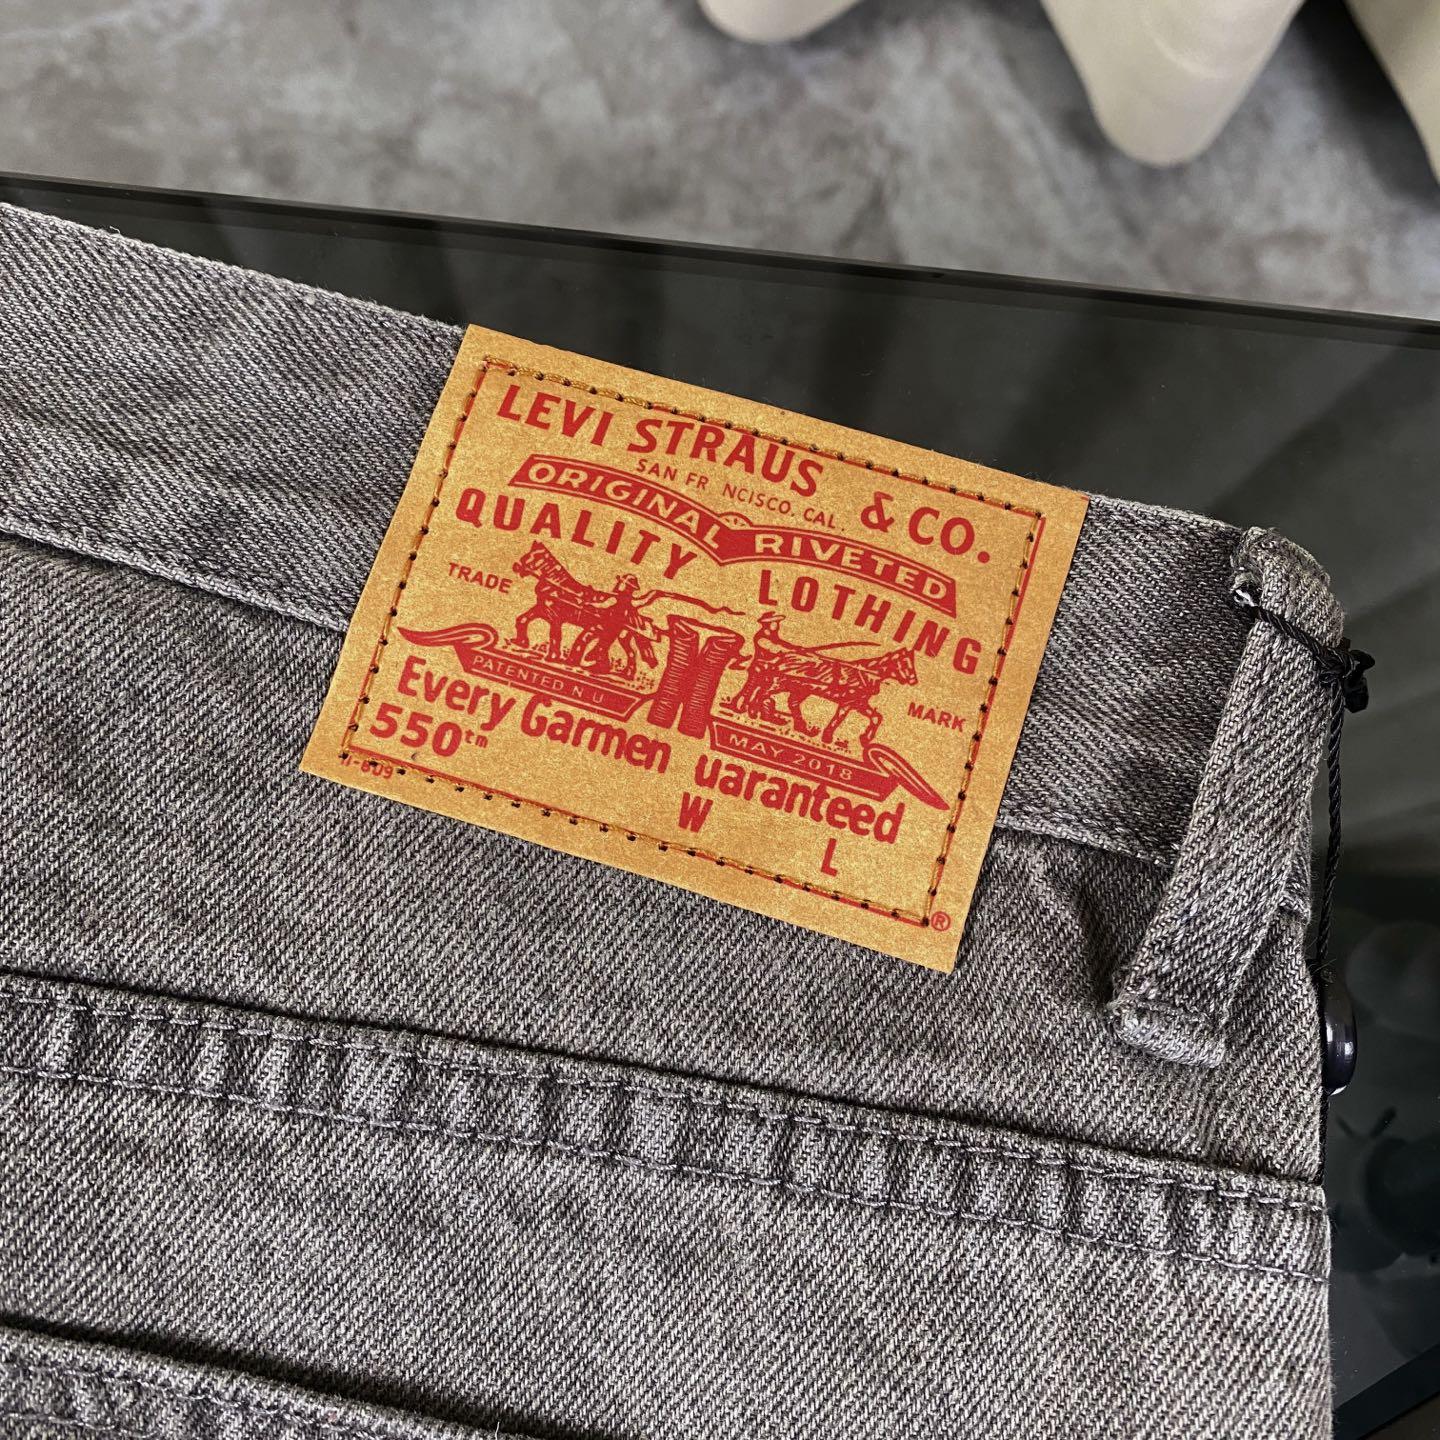 LEVI STRAUS & CO.
SAN FR NCISCO. CAL.
ORIGINAL RIVETED
QUALITY LOTHING
TRADE MARK
PATENTED N U MAY 2018
Every Garmen uaranteed
550tm
W L
®